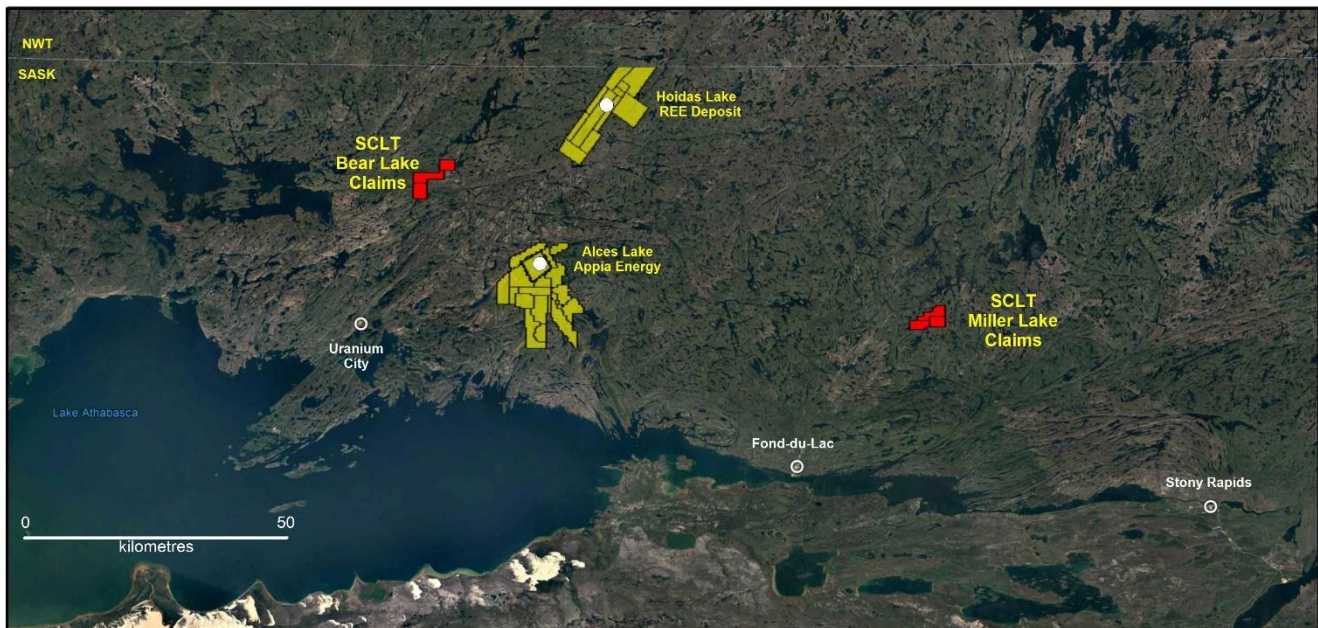 NWT
SASK
Hoidas Lake
REE Deposit
SCLT
Bear Lake
Claims
Alces Lake
Appia Energy
SCLT
Miller Lake
Claims
Uranium
City
Lake Athabasca
Fond-du-Lac
Stony Rapids
0 50
kilometres